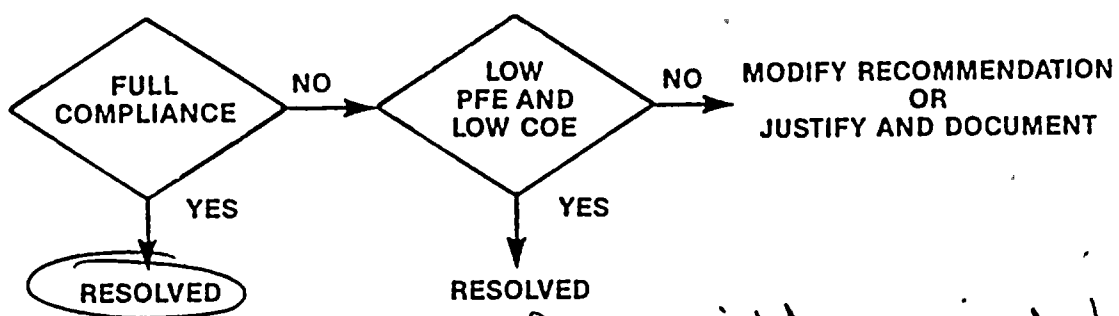 FULL
COMPLIANCE
NO
LOW
PFE AND
LOW COE
NO
MODIFY RECOMMENDATION
OR
JUSTIFY AND DOCUMENT
YES
YES
RESOLVED
RESOLVED